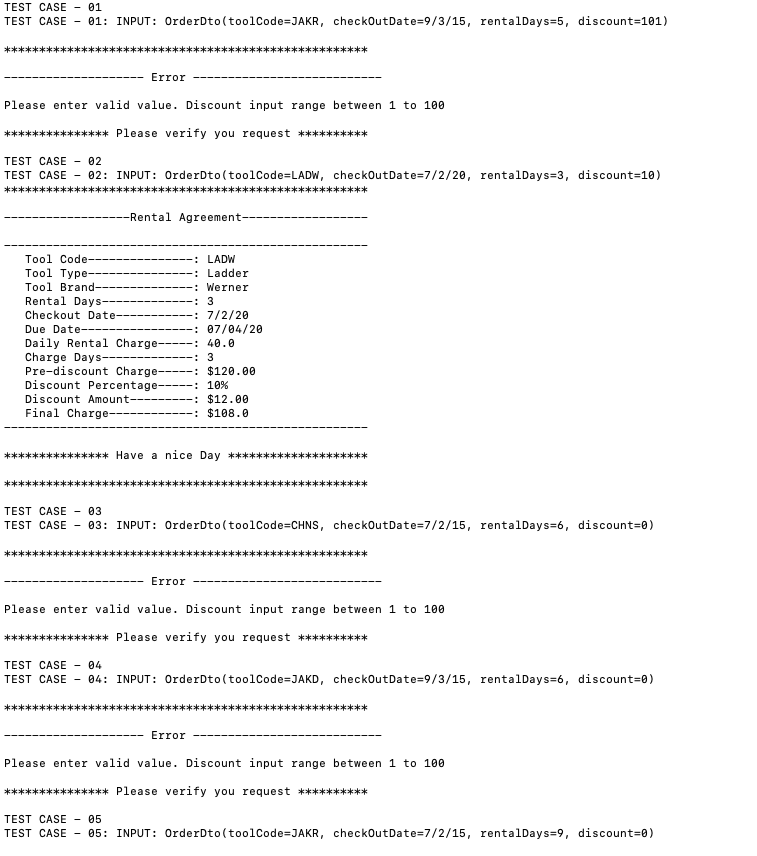 TEST CASE - 01
TEST CASE - 01: INPUT: OrderDto(toolCode=JAKR, checkOutDate=9/3/15, rentalDays=5, discount=101)
****************************************************
-------------------- Error ---------------------------
Please enter valid value. Discount input range between 1 to 100
*************** Please verify you request **********
TEST CASE - 02
TEST CASE - 02: INPUT: OrderDto(toolCode=LADW, checkOutDate=7/2/20, rentalDays=3, discount=10)
****************************************************
------------------Rental Agreement------------------
----------------------------------------------------
Tool Code---------------: LADW
Tool Type---------------: Ladder
Tool Brand--------------: Werner
Rental Days-------------: 3
Checkout Date-----------: 7/2/20
Due Date----------------: 07/04/20
Daily Rental Charge-----: 40.0
Charge Days-------------: 3
Pre-discount Charge-----: $120.00
Discount Percentage-----: 10%
Discount Amount---------: $12.00
Final Charge------------: $108.0
----------------------------------------------------
*************** Have a nice Day ********************
****************************************************
TEST CASE - 03
TEST CASE - 03: INPUT: OrderDto(toolCode=CHNS, checkOutDate=7/2/15, rentalDays=6, discount=0)
****************************************************
-------------------- Error ---------------------------
Please enter valid value. Discount input range between 1 to 100
*************** Please verify you request **********
TEST CASE - 04
TEST CASE - 04: INPUT: OrderDto(toolCode=JAKD, checkOutDate=9/3/15, rentalDays=6, discount=0)
****************************************************
-------------------- Error ---------------------------
Please enter valid value. Discount input range between 1 to 100
*************** Please verify you request **********
TEST CASE - 05
TEST CASE - 05: INPUT: OrderDto(toolCode=JAKR, checkOutDate=7/2/15, rentalDays=9, discount=0)